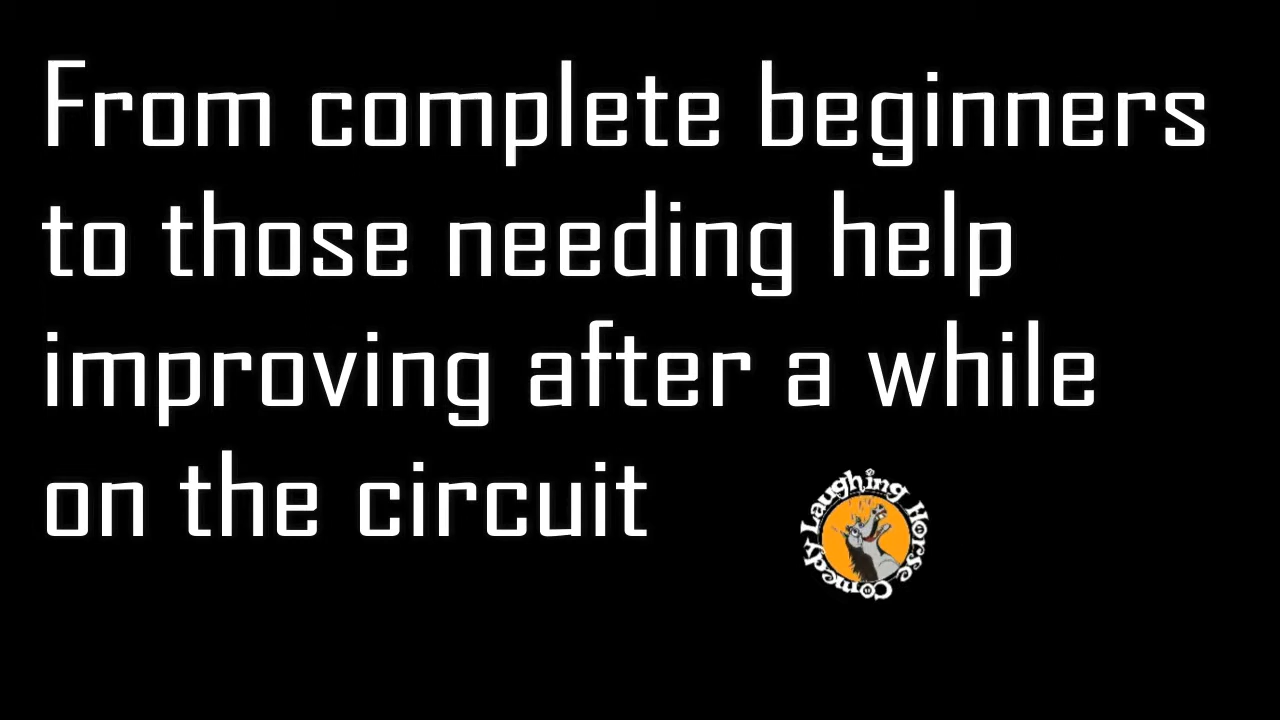 From complete beginners
to those needing help
improving after a while
on the circuit
Laughing Horse Comedy